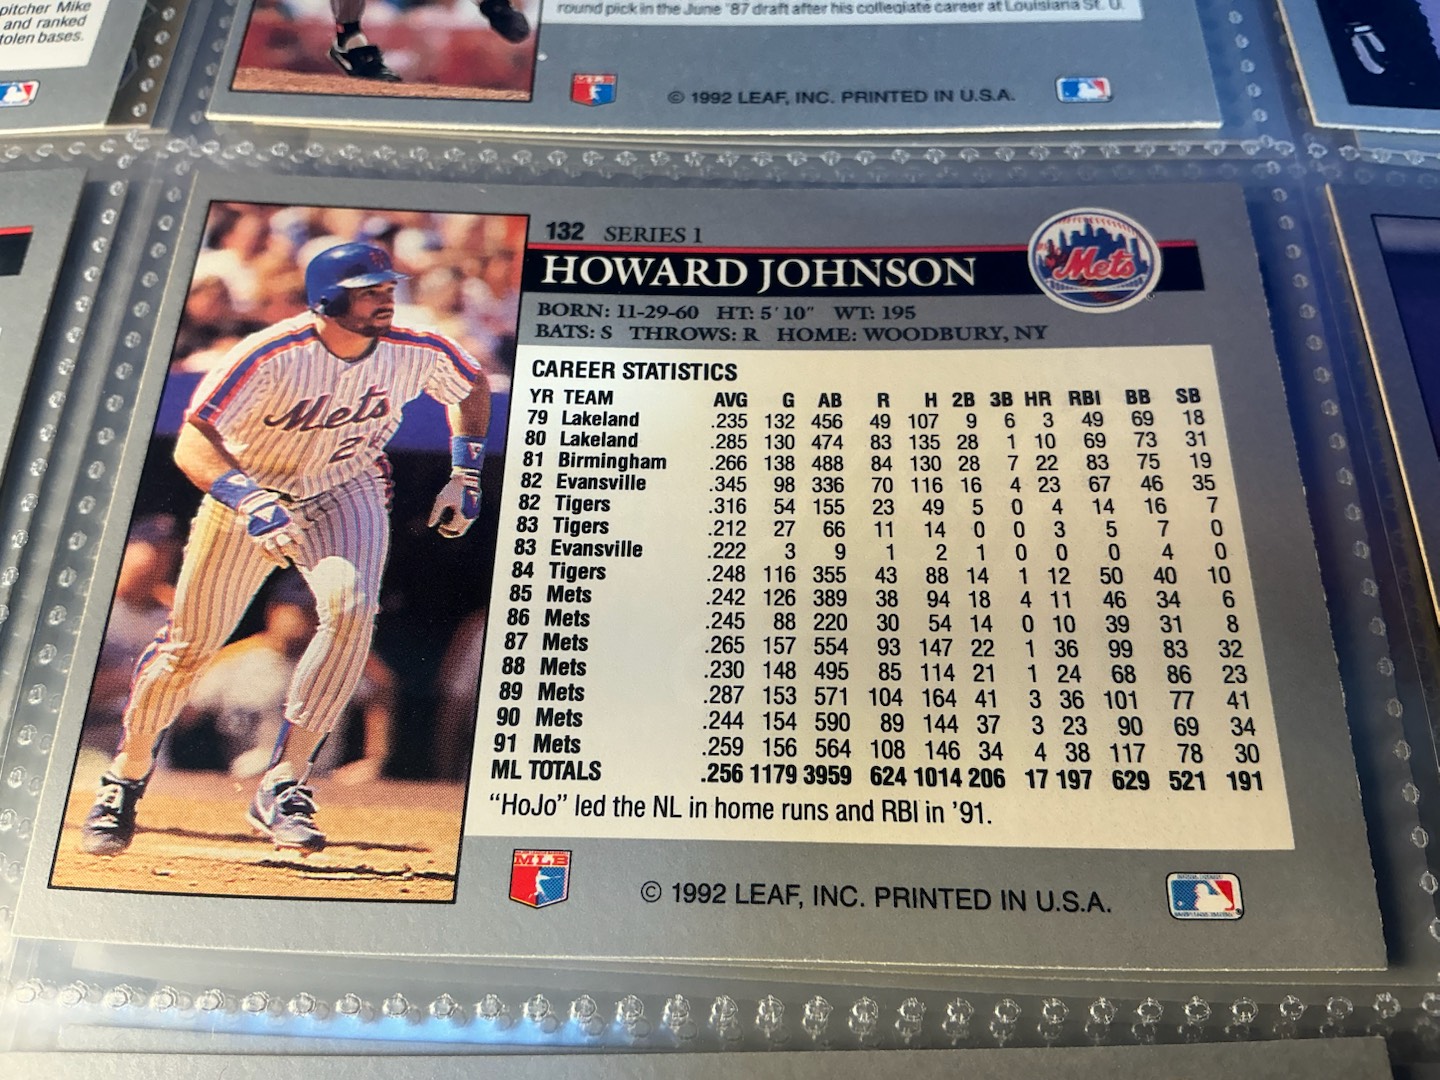 pitcher Mike
and ranked
tolen bases.
round pick in the June '87 draft after his collegiate career at Louisiana St. U.
MLB
© 1992 LEAF, INC. PRINTED IN U.S.A.
132 SERIES 1
HOWARD JOHNSON
Mets
BORN: 11-29-60 HT: 5'10" WT: 195
BATS: S THROWS: R HOME: WOODBURY, NY
Mets
2
CAREER STATISTICS
YR TEAM AVG G AB R H 2B 3B HR RBI BB SB
79 Lakeland .235 132 456 49 107 9 6 3 49 69 18
80 Lakeland .285 130 474 83 135 28 1 10 69 73 31
81 Birmingham .266 138 488 84 130 28 7 22 83 75 19
82 Evansville .345 98 336 70 116 16 4 23 67 46 35
82 Tigers .316 54 155 23 49 5 0 4 14 16 7
83 Tigers .212 27 66 11 14 0 0 3 5 7 0
83 Evansville .222 3 9 1 2 1 0 0 0 4 0
84 Tigers .248 116 355 43 88 14 1 12 50 40 10
85 Mets .242 126 389 38 94 18 4 11 46 34 6
86 Mets .245 88 220 30 54 14 0 10 39 31 8
87 Mets .265 157 554 93 147 22 1 36 99 83 32
88 Mets .230 148 495 85 114 21 1 24 68 86 23
89 Mets .287 153 571 104 164 41 3 36 101 77 41
90 Mets .244 154 590 89 144 37 3 23 90 69 34
91 Mets .259 156 564 108 146 34 4 38 117 78 30
ML TOTALS .256 1179 3959 624 1014 206 17 197 629 521 191
"HoJo" led the NL in home runs and RBI in '91.
MLB
© 1992 LEAF, INC. PRINTED IN U.S.A.